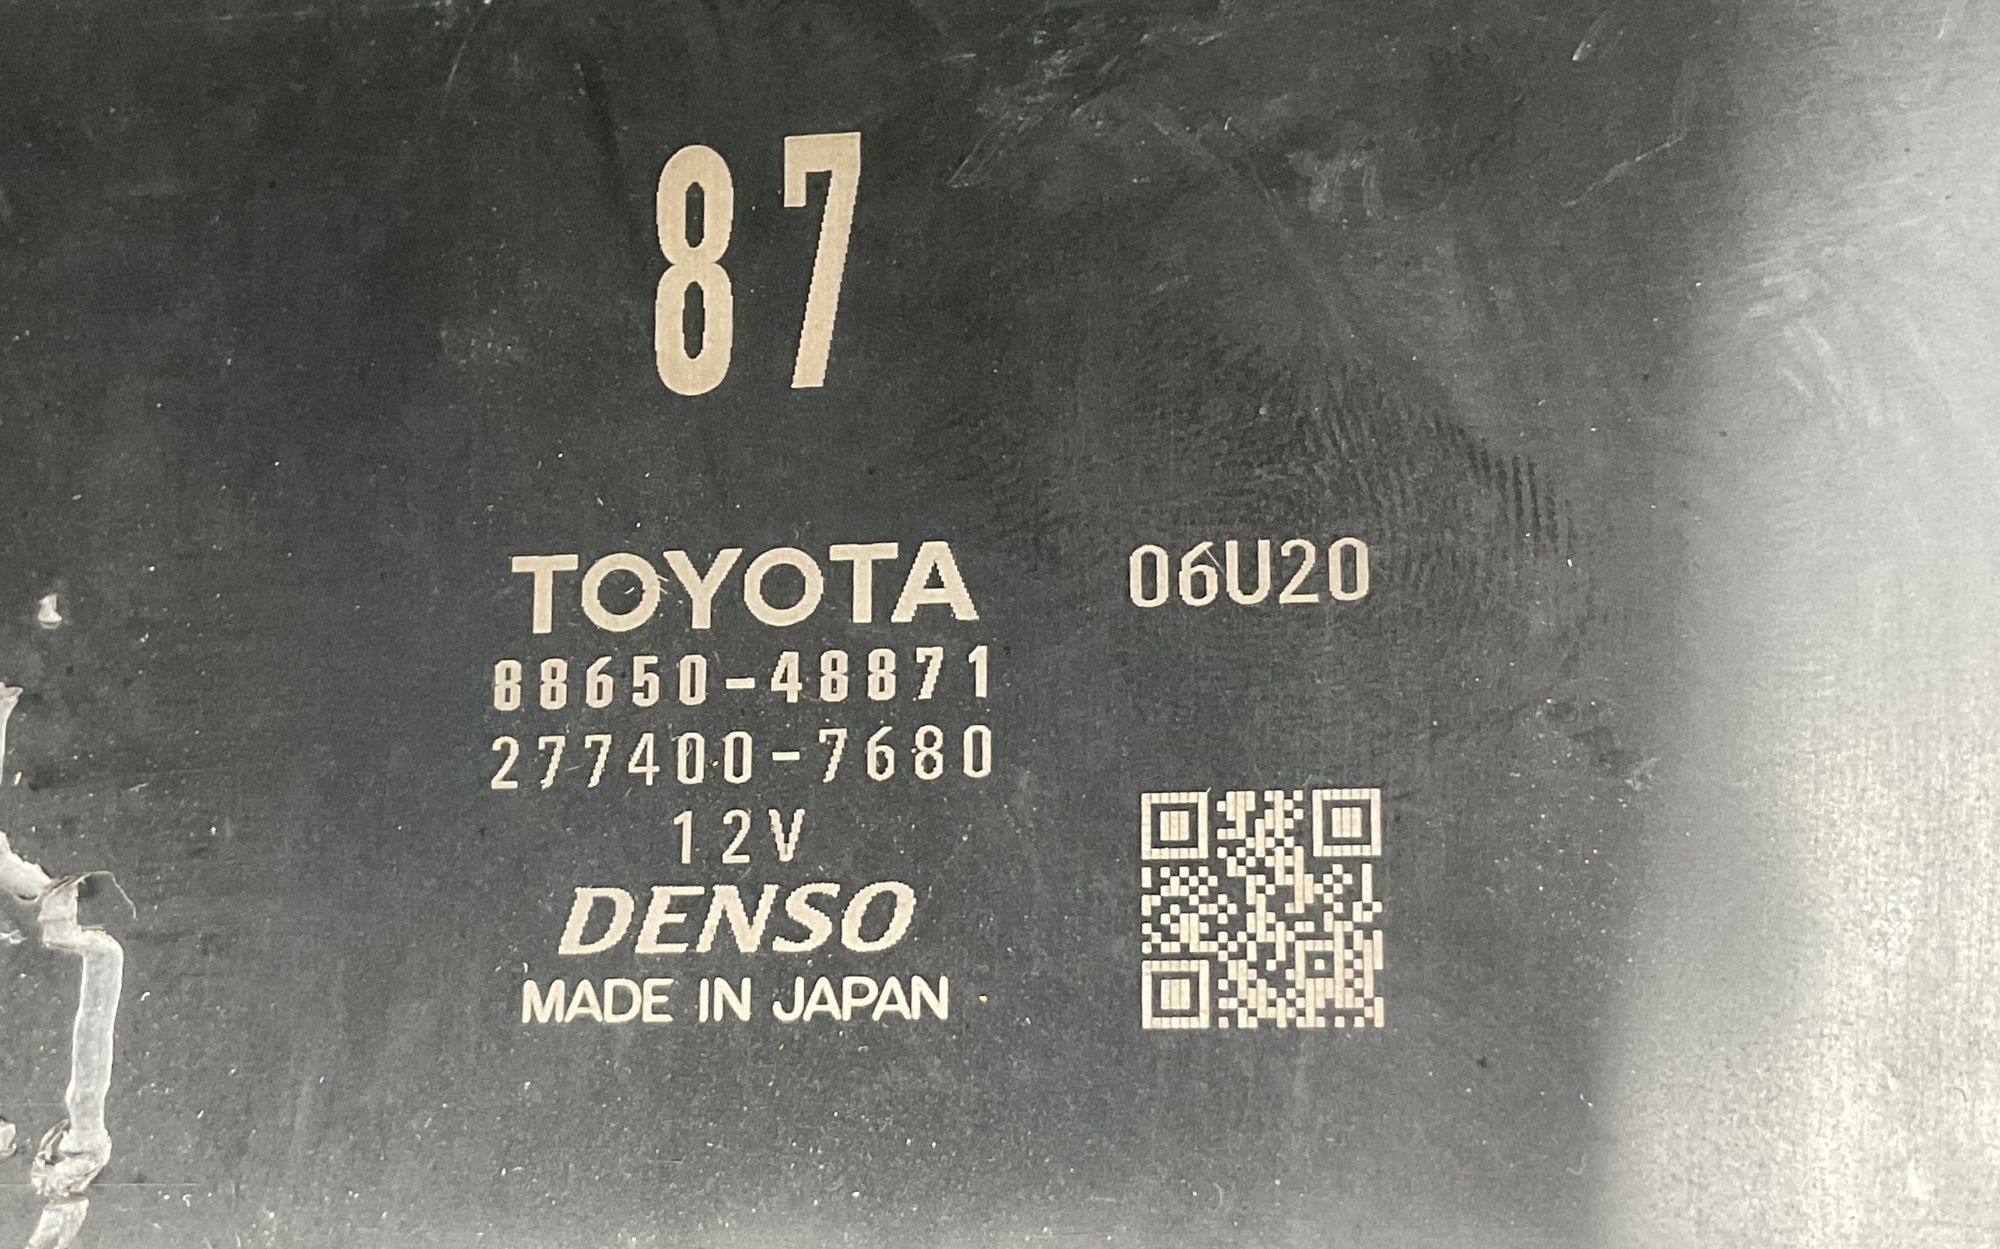 87
TOYOTA 06U20
88650-48871
277400-7680
12V
DENSO
MADE IN JAPAN